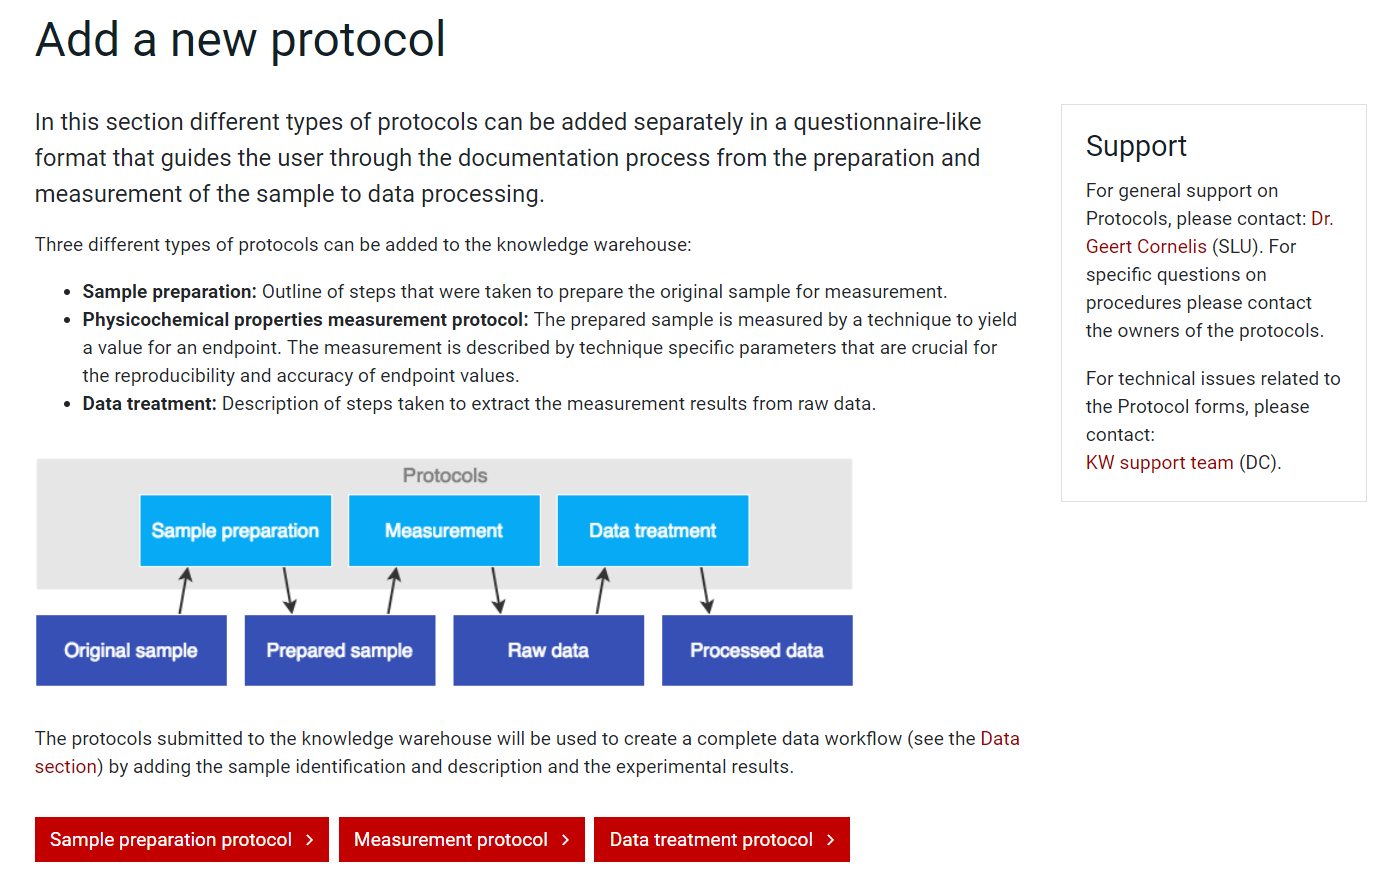 Add a new protocol
In this section different types of protocols can be added separately in a questionnaire-like
format that guides the user through the documentation process from the preparation and
measurement of the sample to data processing.
Three different types of protocols can be added to the knowledge warehouse:
• Sample preparation: Outline of steps that were taken to prepare the original sample for measurement.
• Physicochemical properties measurement protocol: The prepared sample is measured by a technique to yield
a value for an endpoint. The measurement is described by technique specific parameters that are crucial for
the reproducibility and accuracy of endpoint values.
• Data treatment: Description of steps taken to extract the measurement results from raw data.
Protocols
Sample preparation
Measurement
Data treatment
Original sample
Prepared sample
Raw data
Processed data
The protocols submitted to the knowledge warehouse will be used to create a complete data workflow (see the Data
section) by adding the sample identification and description and the experimental results.
Sample preparation protocol >
Measurement protocol >
Data treatment protocol >
Support
For general support on
Protocols, please contact: Dr.
Geert Cornelis (SLU). For
specific questions on
procedures please contact
the owners of the protocols.
For technical issues related to
the Protocol forms, please
contact:
KW support team (DC).